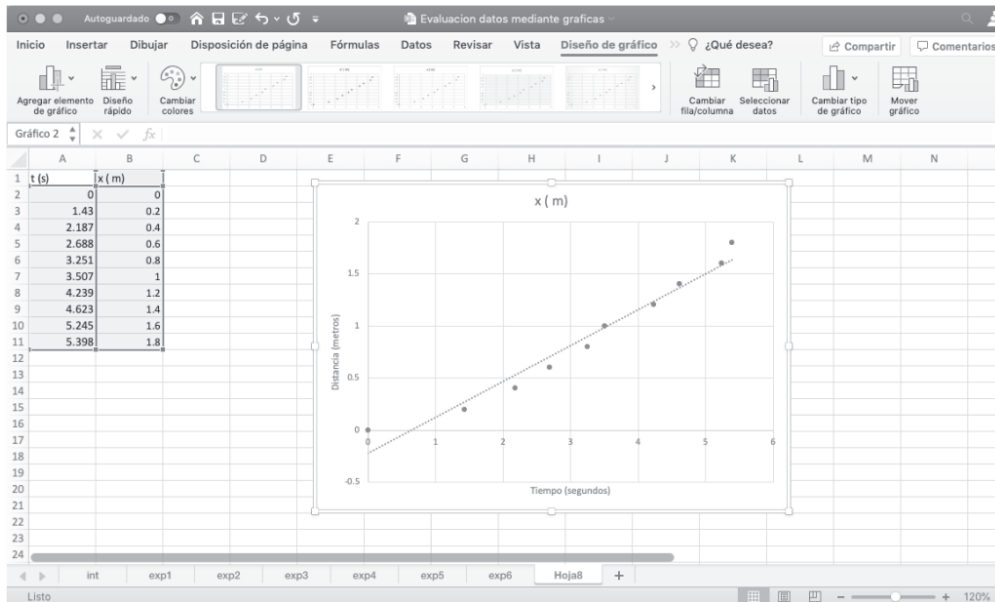 Autoguardado
Evaluacion datos mediante graficas
Inicio Insertar Dibujar Disposición de página Fórmulas Datos Revisar Vista Diseño de gráfico >> ¿Qué desea? Compartir Comentarios
Agregar elemento de gráfico
Diseño rápido
Cambiar colores
Cambiar fila/columna
Seleccionar datos
Cambiar tipo de gráfico
Mover gráfico
Gráfico 2 fx
A B C D E F G H I J K L M N
1 t (s) x ( m)
2 0 0
3 1.43 0.2
4 2.187 0.4
5 2.688 0.6
6 3.251 0.8
7 3.507 1
8 4.239 1.2
9 4.623 1.4
10 5.245 1.6
11 5.398 1.8
12
13
14
15
16
17
18
19
20
21
22
23
24
x ( m)
2
1.5
1
0.5
0
-0.5
0 1 2 3 4 5 6
Distancia (metros)
Tiempo (segundos)
int exp1 exp2 exp3 exp4 exp5 exp6 Hoja8 +
Listo
− + 120%